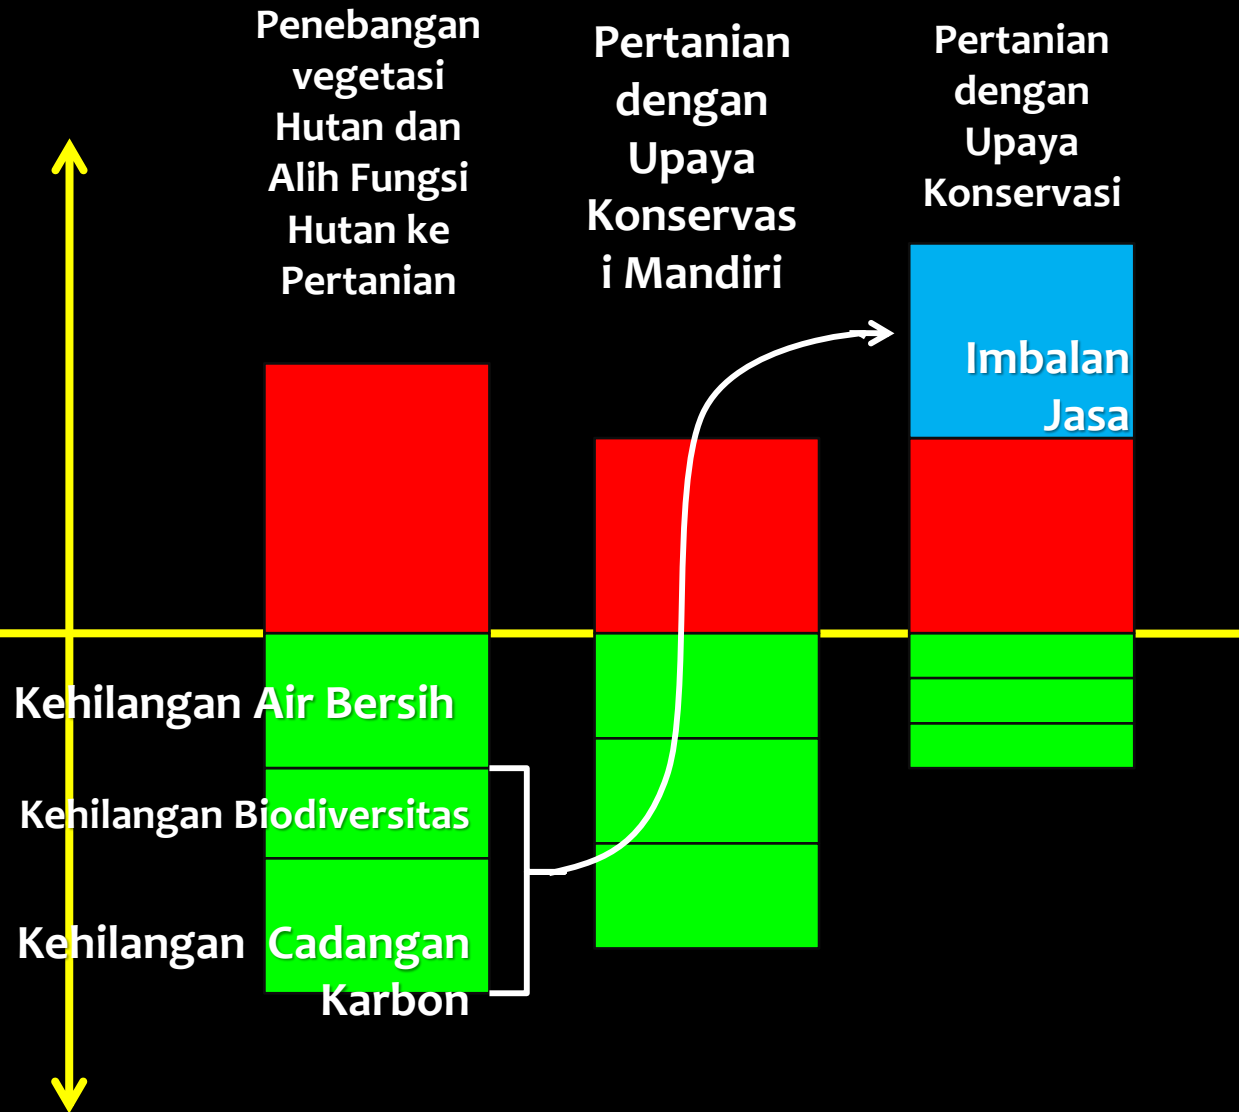 Penebangan
vegetasi
Hutan dan
Alih Fungsi
Hutan ke
Pertanian
Pertanian
dengan
Upaya
Konservas
i Mandiri
Pertanian
dengan
Upaya
Konservasi
Imbalan
Jasa
Kehilangan Air Bersih
Kehilangan Biodiversitas
Kehilangan Cadangan
Karbon